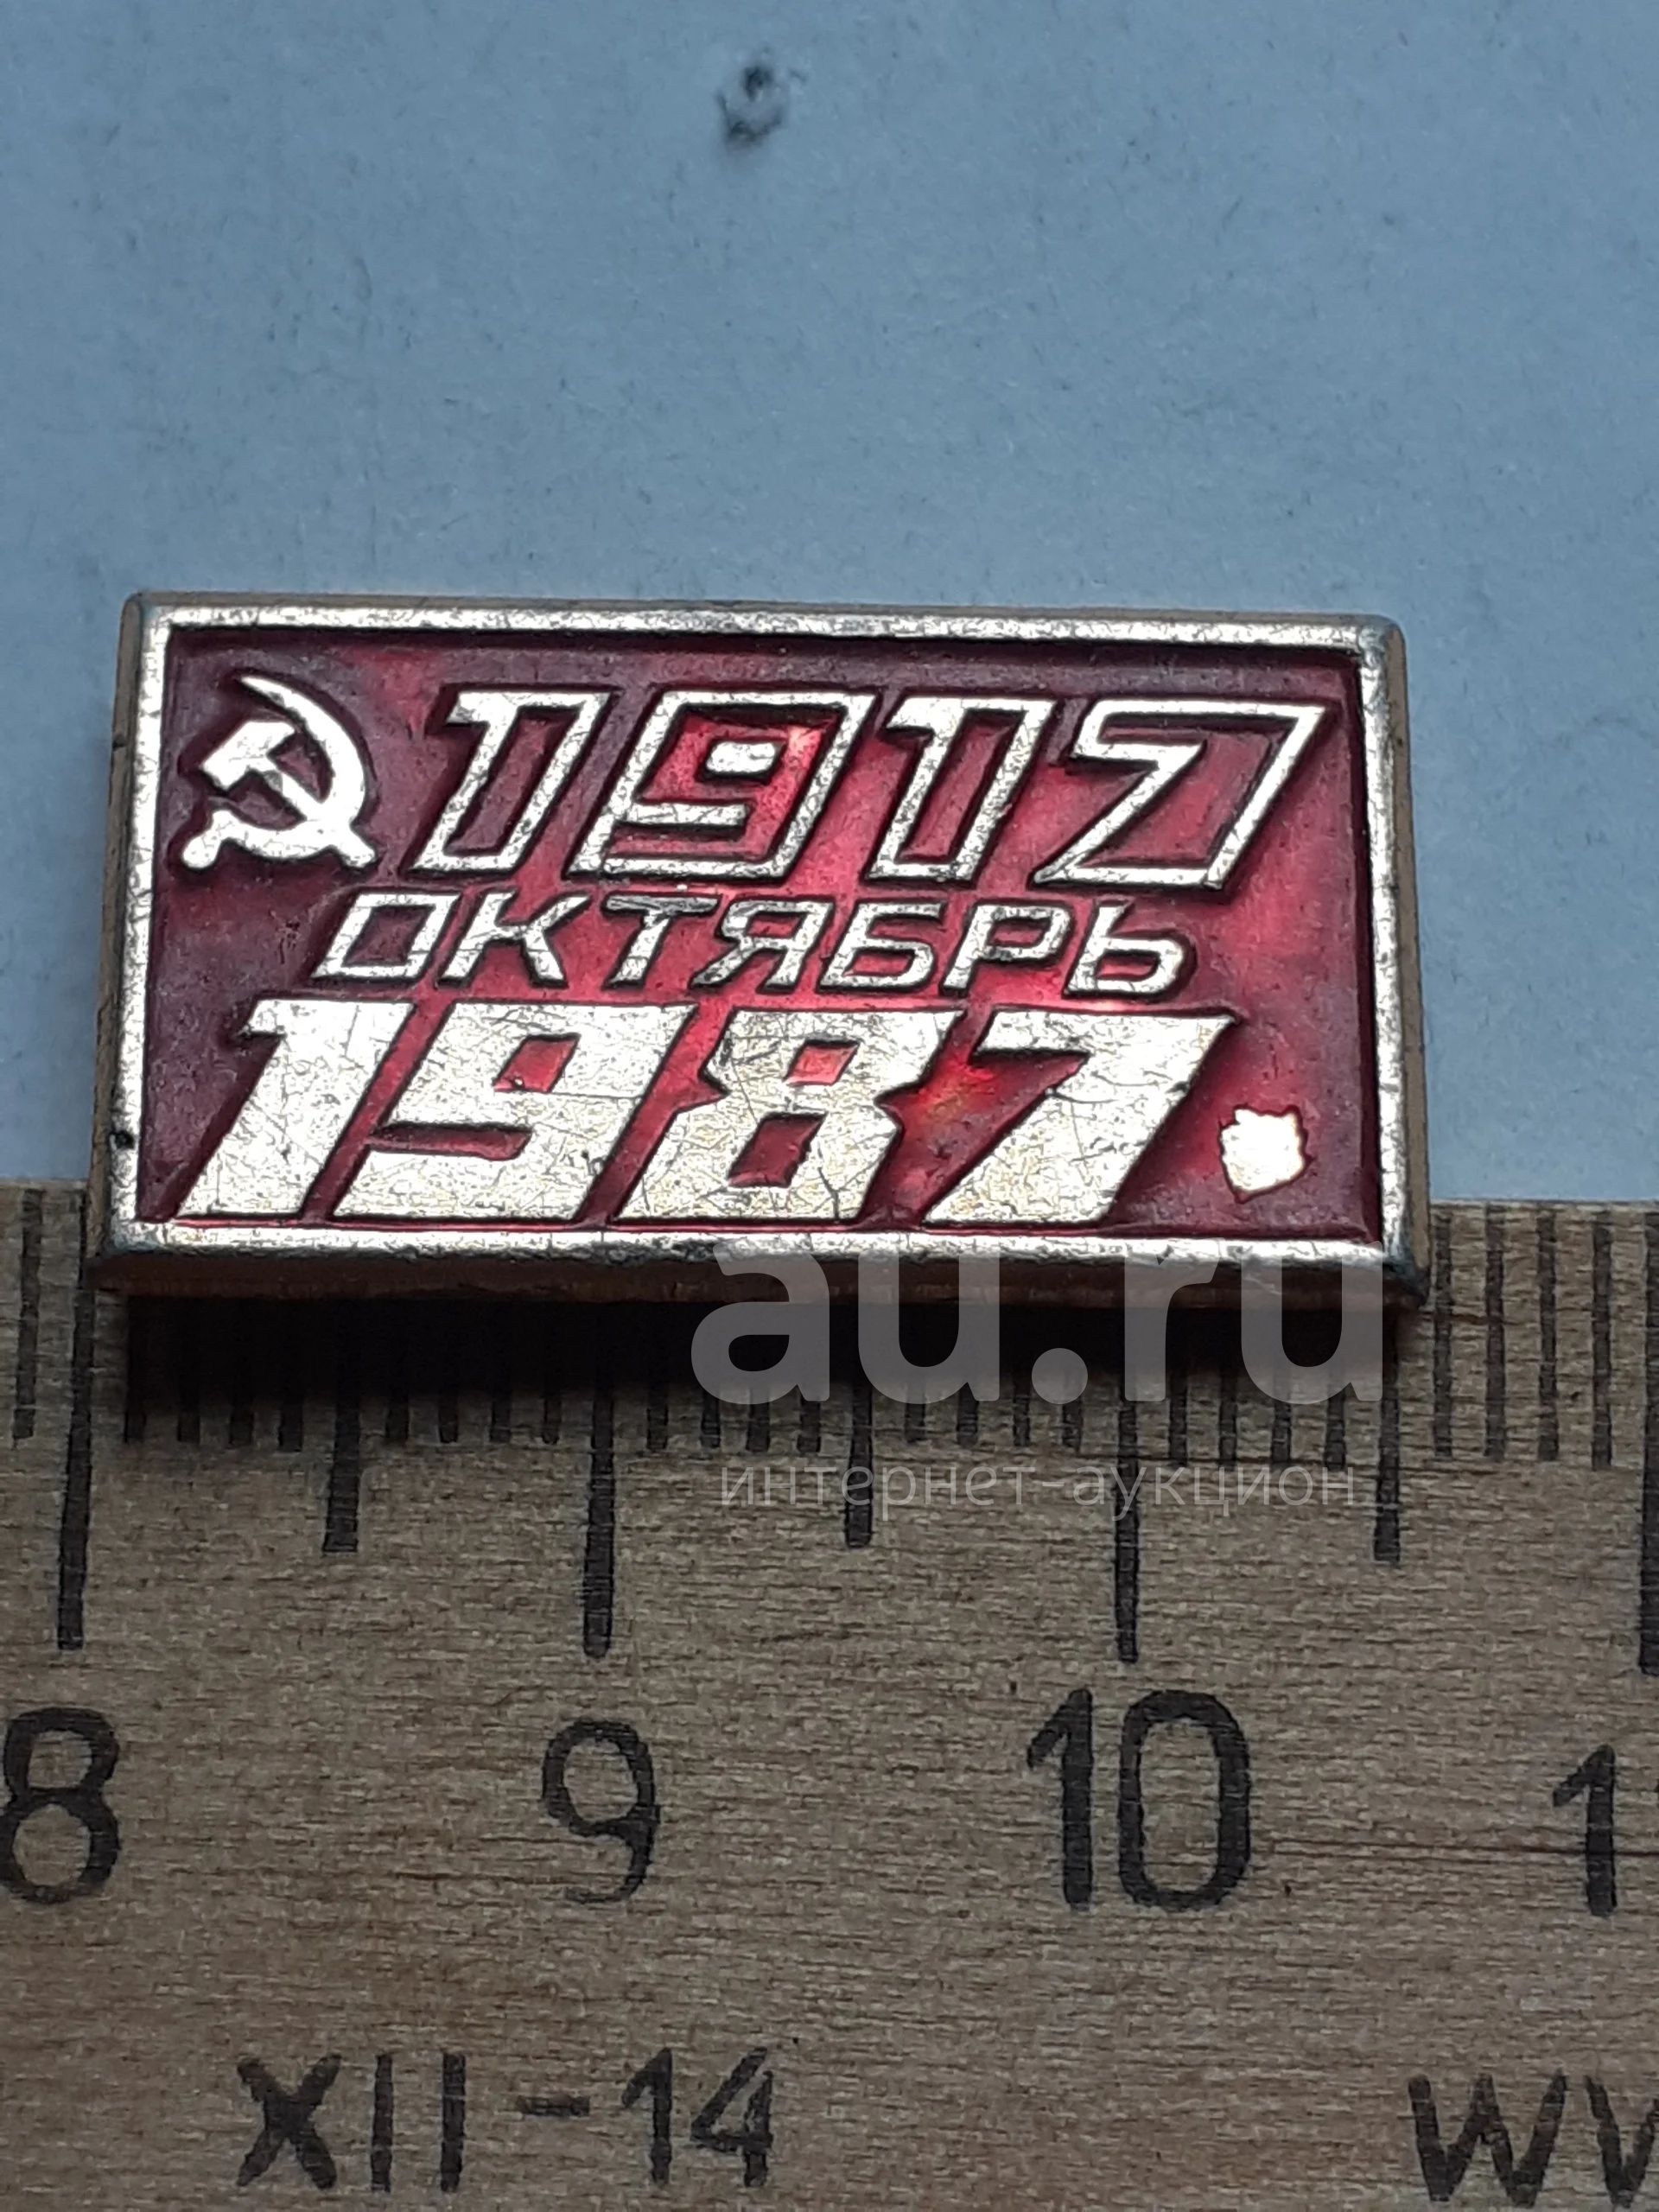 1917
ОКТЯБРЬ
1987
au.ru
интернет-аукцион
8 9 10
XII-14